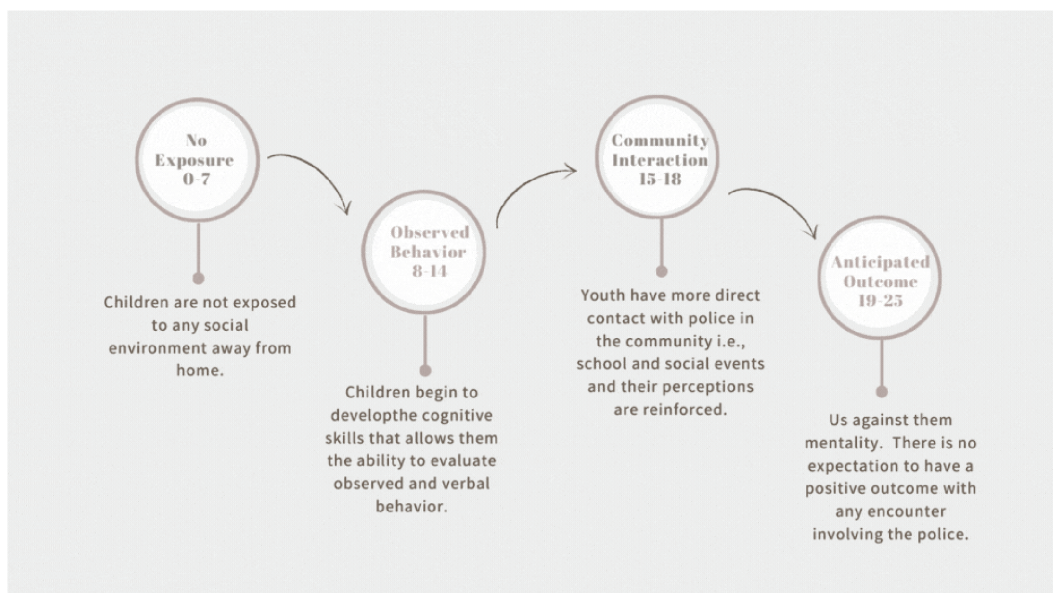 No
Exposure
0-7
Children are not exposed
to any social
environment away from
home.
Observed
Behavior
8-14
Children begin to
developthe cognitive
skills that allows them
the ability to evaluate
observed and verbal
behavior.
Community
Interaction
15-18
Youth have more direct
contact with police in
the community i.e.,
school and social events
and their perceptions
are reinforced.
Anticipated
Outcome
19-25
Us against them
mentality. There is no
expectation to have a
positive outcome with
any encounter
involving the police.